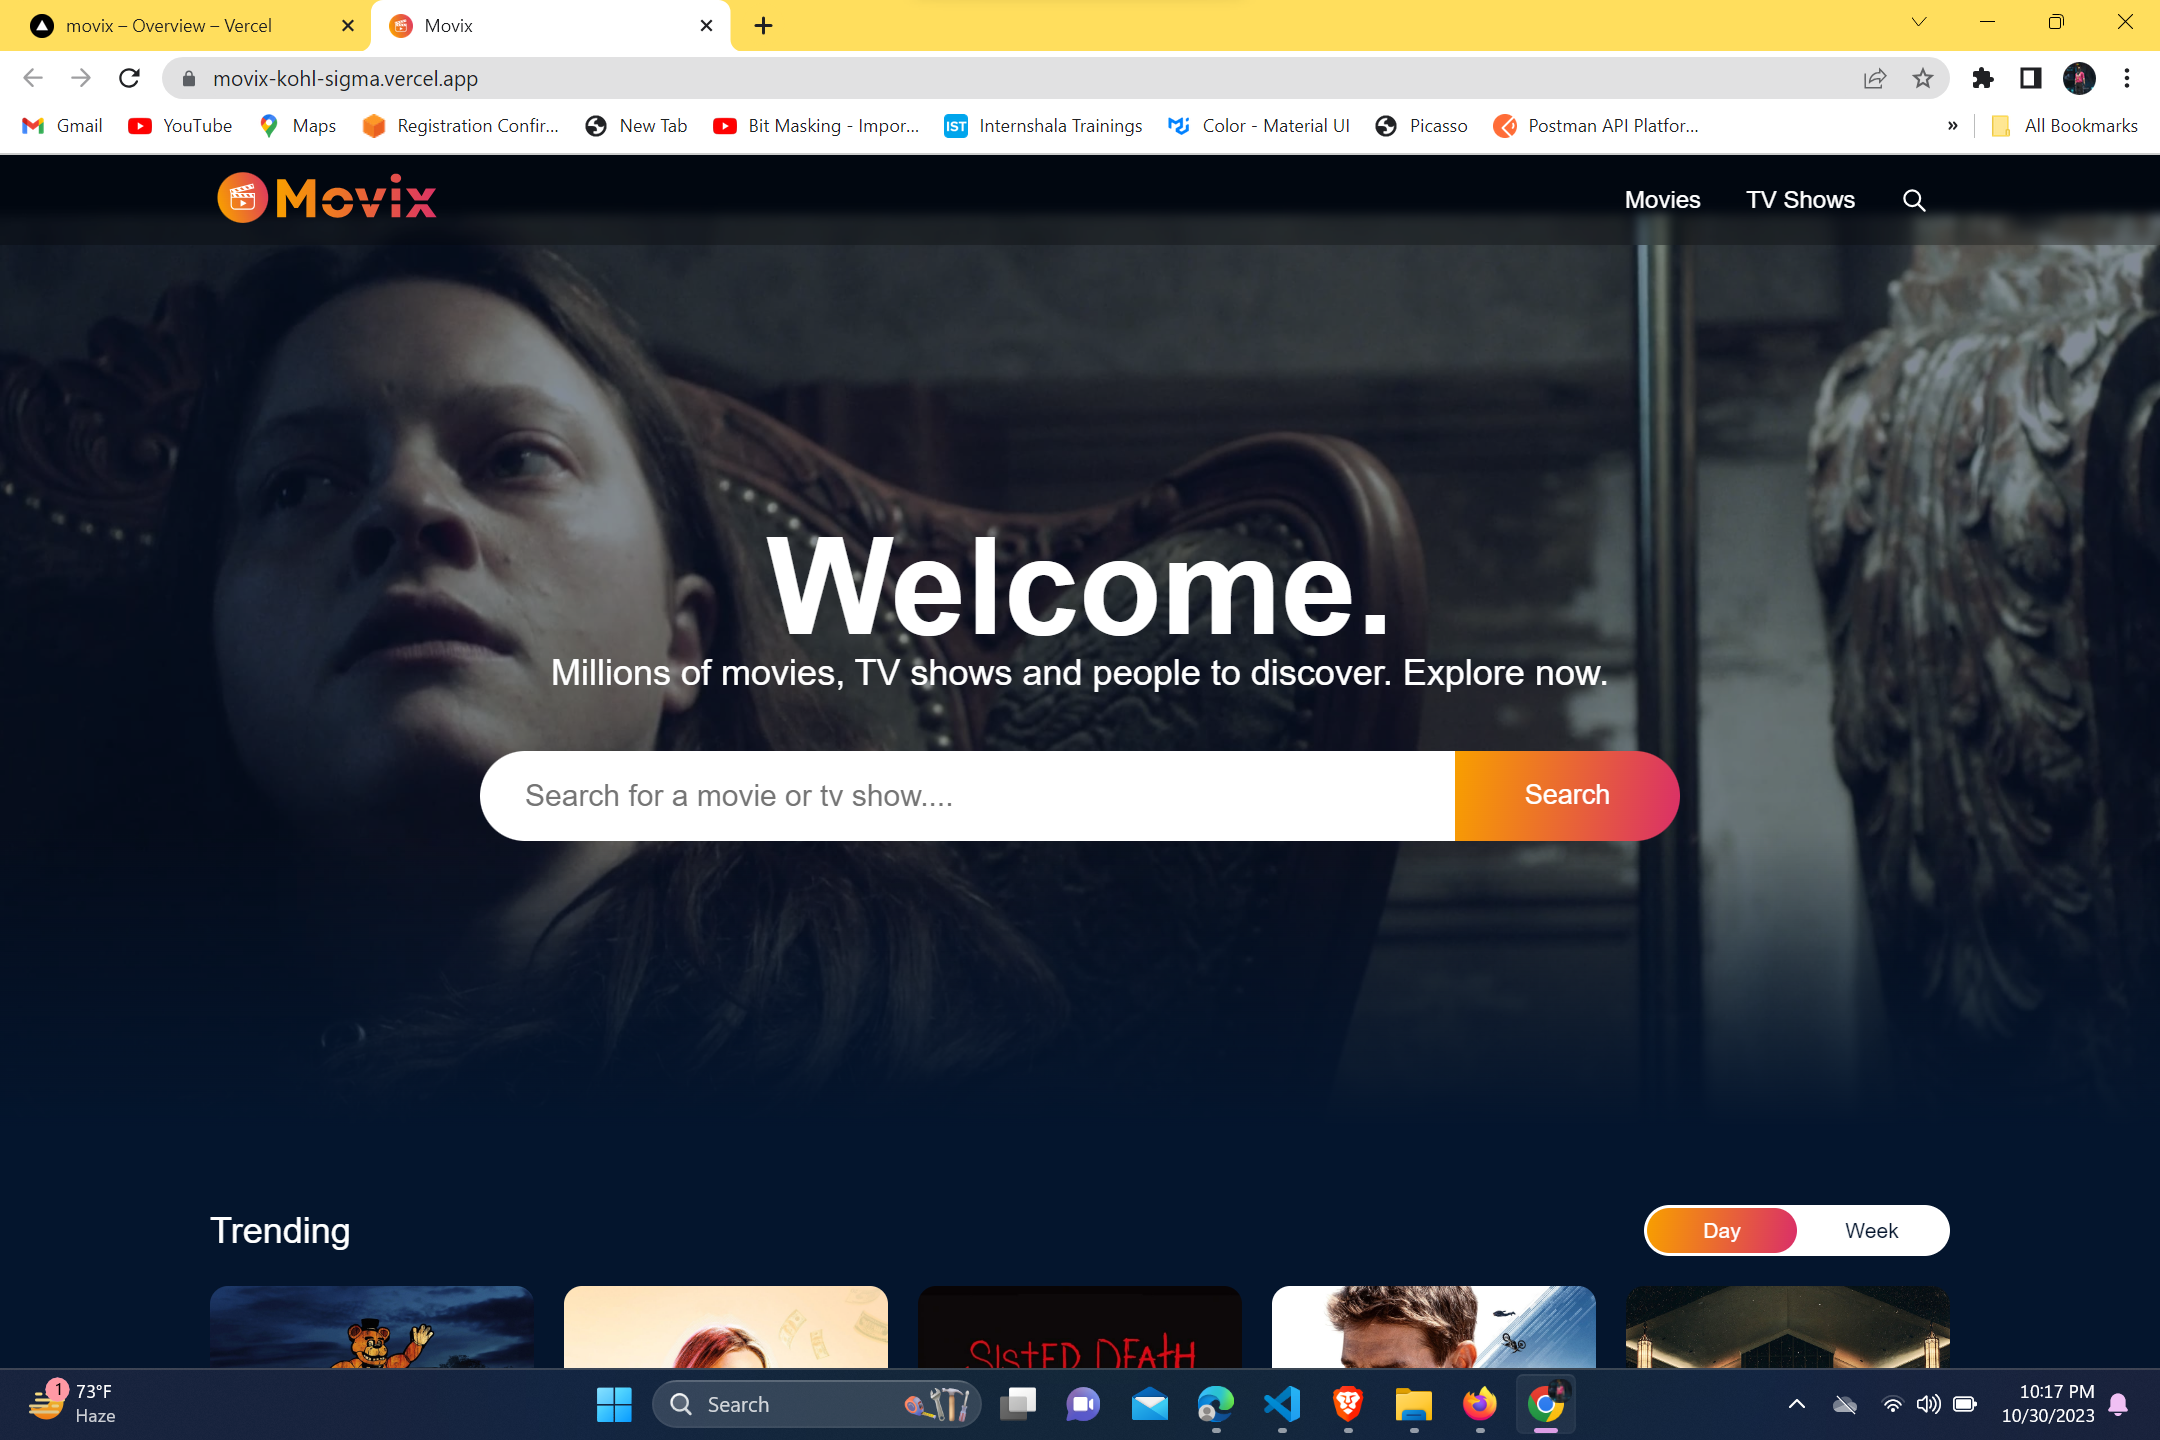 movix – Overview – Vercel
Movix
movix-kohl-sigma.vercel.app
Gmail
YouTube
Maps
Registration Confir...
New Tab
Bit Masking - Impor...
IST
Internshala Trainings
Color - Material UI
Picasso
Postman API Platfor...
»
All Bookmarks
Movix
Movies
TV Shows
Welcome.
Millions of movies, TV shows and people to discover. Explore now.
Search for a movie or tv show....
Search
Trending
Day
Week
SISTER DEATH
1
73°F
Haze
Search
10:17 PM
10/30/2023